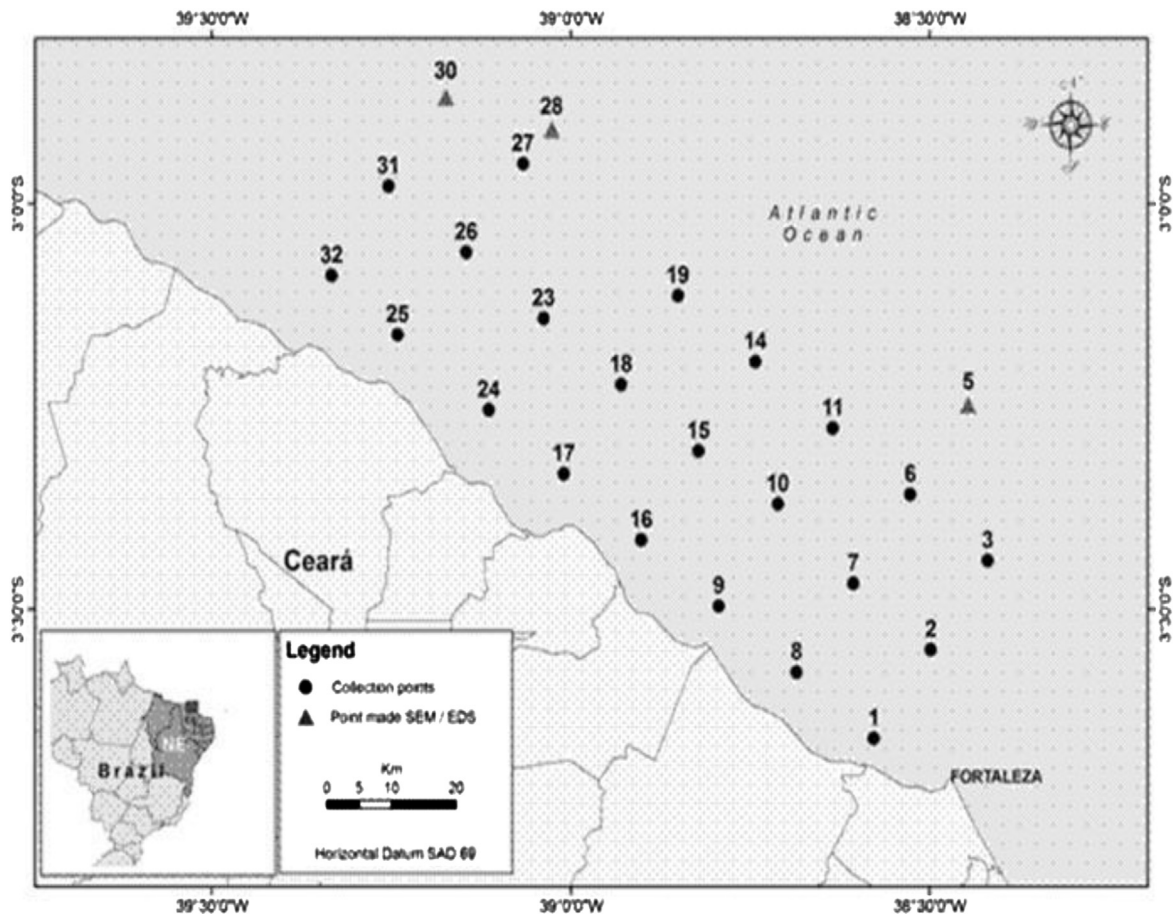 39°30'0"W 39°0'0"W 38°30'0"W
30
28
27
31
3°0'0"S 3°0'0"S
Atlantic
Ocean
26
32
19
23
25
14
18
5
24
11
15
17
6
10
16
3
Ceará
7
9
3°30'0"S 3°30'0"S
2
8
1
FORTALEZA
Legend
Collection points
Point made SEM / EDS
Km
0 5 10 20
Horizontal Datum SAD 69
NE
Brazil
39°30'0"W 39°0'0"W 38°30'0"W